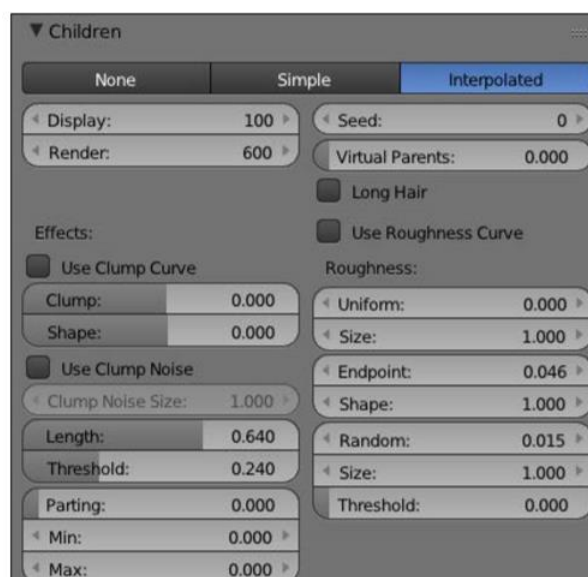 Children
None Simple Interpolated
Display: 100 Seed: 0
Render: 600 Virtual Parents: 0.000
Long Hair
Effects: Use Roughness Curve
Use Clump Curve Roughness:
Clump: 0.000 Uniform: 0.000
Shape: 0.000 Size: 1.000
Use Clump Noise Endpoint: 0.046
Clump Noise Size: 1.000 Shape: 1.000
Length: 0.640 Random: 0.015
Threshold: 0.240 Size: 1.000
Parting: 0.000 Threshold: 0.000
Min: 0.000
Max: 0.000